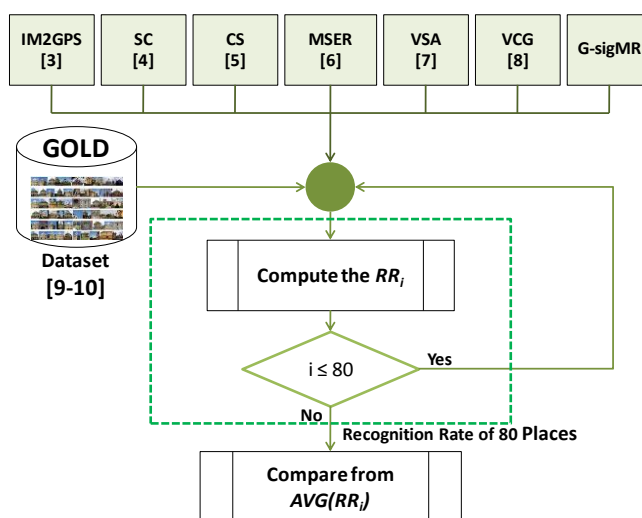 IM2GPS
[3]
SC
[4]
CS
[5]
MSER
[6]
VSA
[7]
VCG
[8]
G-sigMR
GOLD
Dataset
[9-10]
Compute the RRi
i ≤ 80
Yes
No
Recognition Rate of 80 Places
Compare from
AVG(RRi)